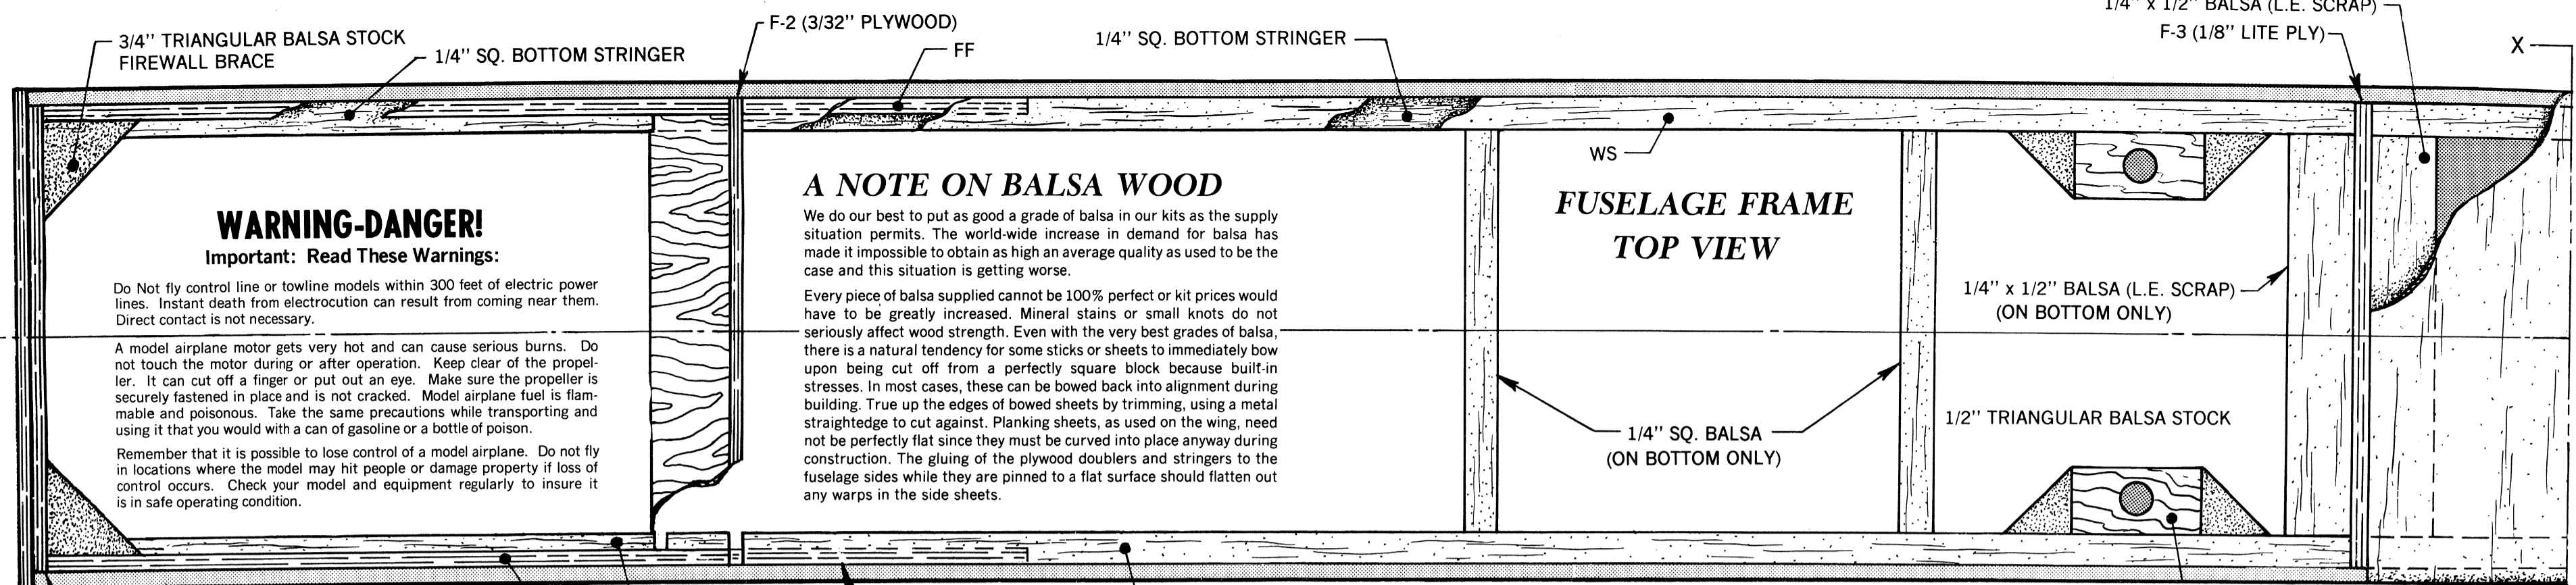 1/4" x 1/2" BALSA (L.E. SCRAP)
F-2 (3/32" PLYWOOD)
3/4" TRIANGULAR BALSA STOCK
FIREWALL BRACE
1/4" SQ. BOTTOM STRINGER
FF
1/4" SQ. BOTTOM STRINGER
F-3 (1/8" LITE PLY)
X
WS
WARNING-DANGER!
Important: Read These Warnings:
Do Not fly control line or towline models within 300 feet of electric power
lines. Instant death from electrocution can result from coming near them.
Direct contact is not necessary.
A model airplane motor gets very hot and can cause serious burns. Do
not touch the motor during or after operation. Keep clear of the propel-
ler. It can cut off a finger or put out an eye. Make sure the propeller is
securely fastened in place and is not cracked. Model airplane fuel is flam-
mable and poisonous. Take the same precautions while transporting and
using it that you would with a can of gasoline or a bottle of poison.
Remember that it is possible to lose control of a model airplane. Do not fly
in locations where the model may hit people or damage property if loss of
control occurs. Check your model and equipment regularly to insure it
is in safe operating condition.
A NOTE ON BALSA WOOD
We do our best to put as good a grade of balsa in our kits as the supply
situation permits. The world-wide increase in demand for balsa has
made it impossible to obtain as high an average quality as used to be the
case and this situation is getting worse.
Every piece of balsa supplied cannot be 100% perfect or kit prices would
have to be greatly increased. Mineral stains or small knots do not
seriously affect wood strength. Even with the very best grades of balsa,
there is a natural tendency for some sticks or sheets to immediately bow
upon being cut off from a perfectly square block because built-in
stresses. In most cases, these can be bowed back into alignment during
building. True up the edges of bowed sheets by trimming, using a metal
straightedge to cut against. Planking sheets, as used on the wing, need
not be perfectly flat since they must be curved into place anyway during
construction. The gluing of the plywood doublers and stringers to the
fuselage sides while they are pinned to a flat surface should flatten out
any warps in the side sheets.
FUSELAGE FRAME
TOP VIEW
1/4" x 1/2" BALSA (L.E. SCRAP)
(ON BOTTOM ONLY)
1/4" SQ. BALSA
(ON BOTTOM ONLY)
1/2" TRIANGULAR BALSA STOCK